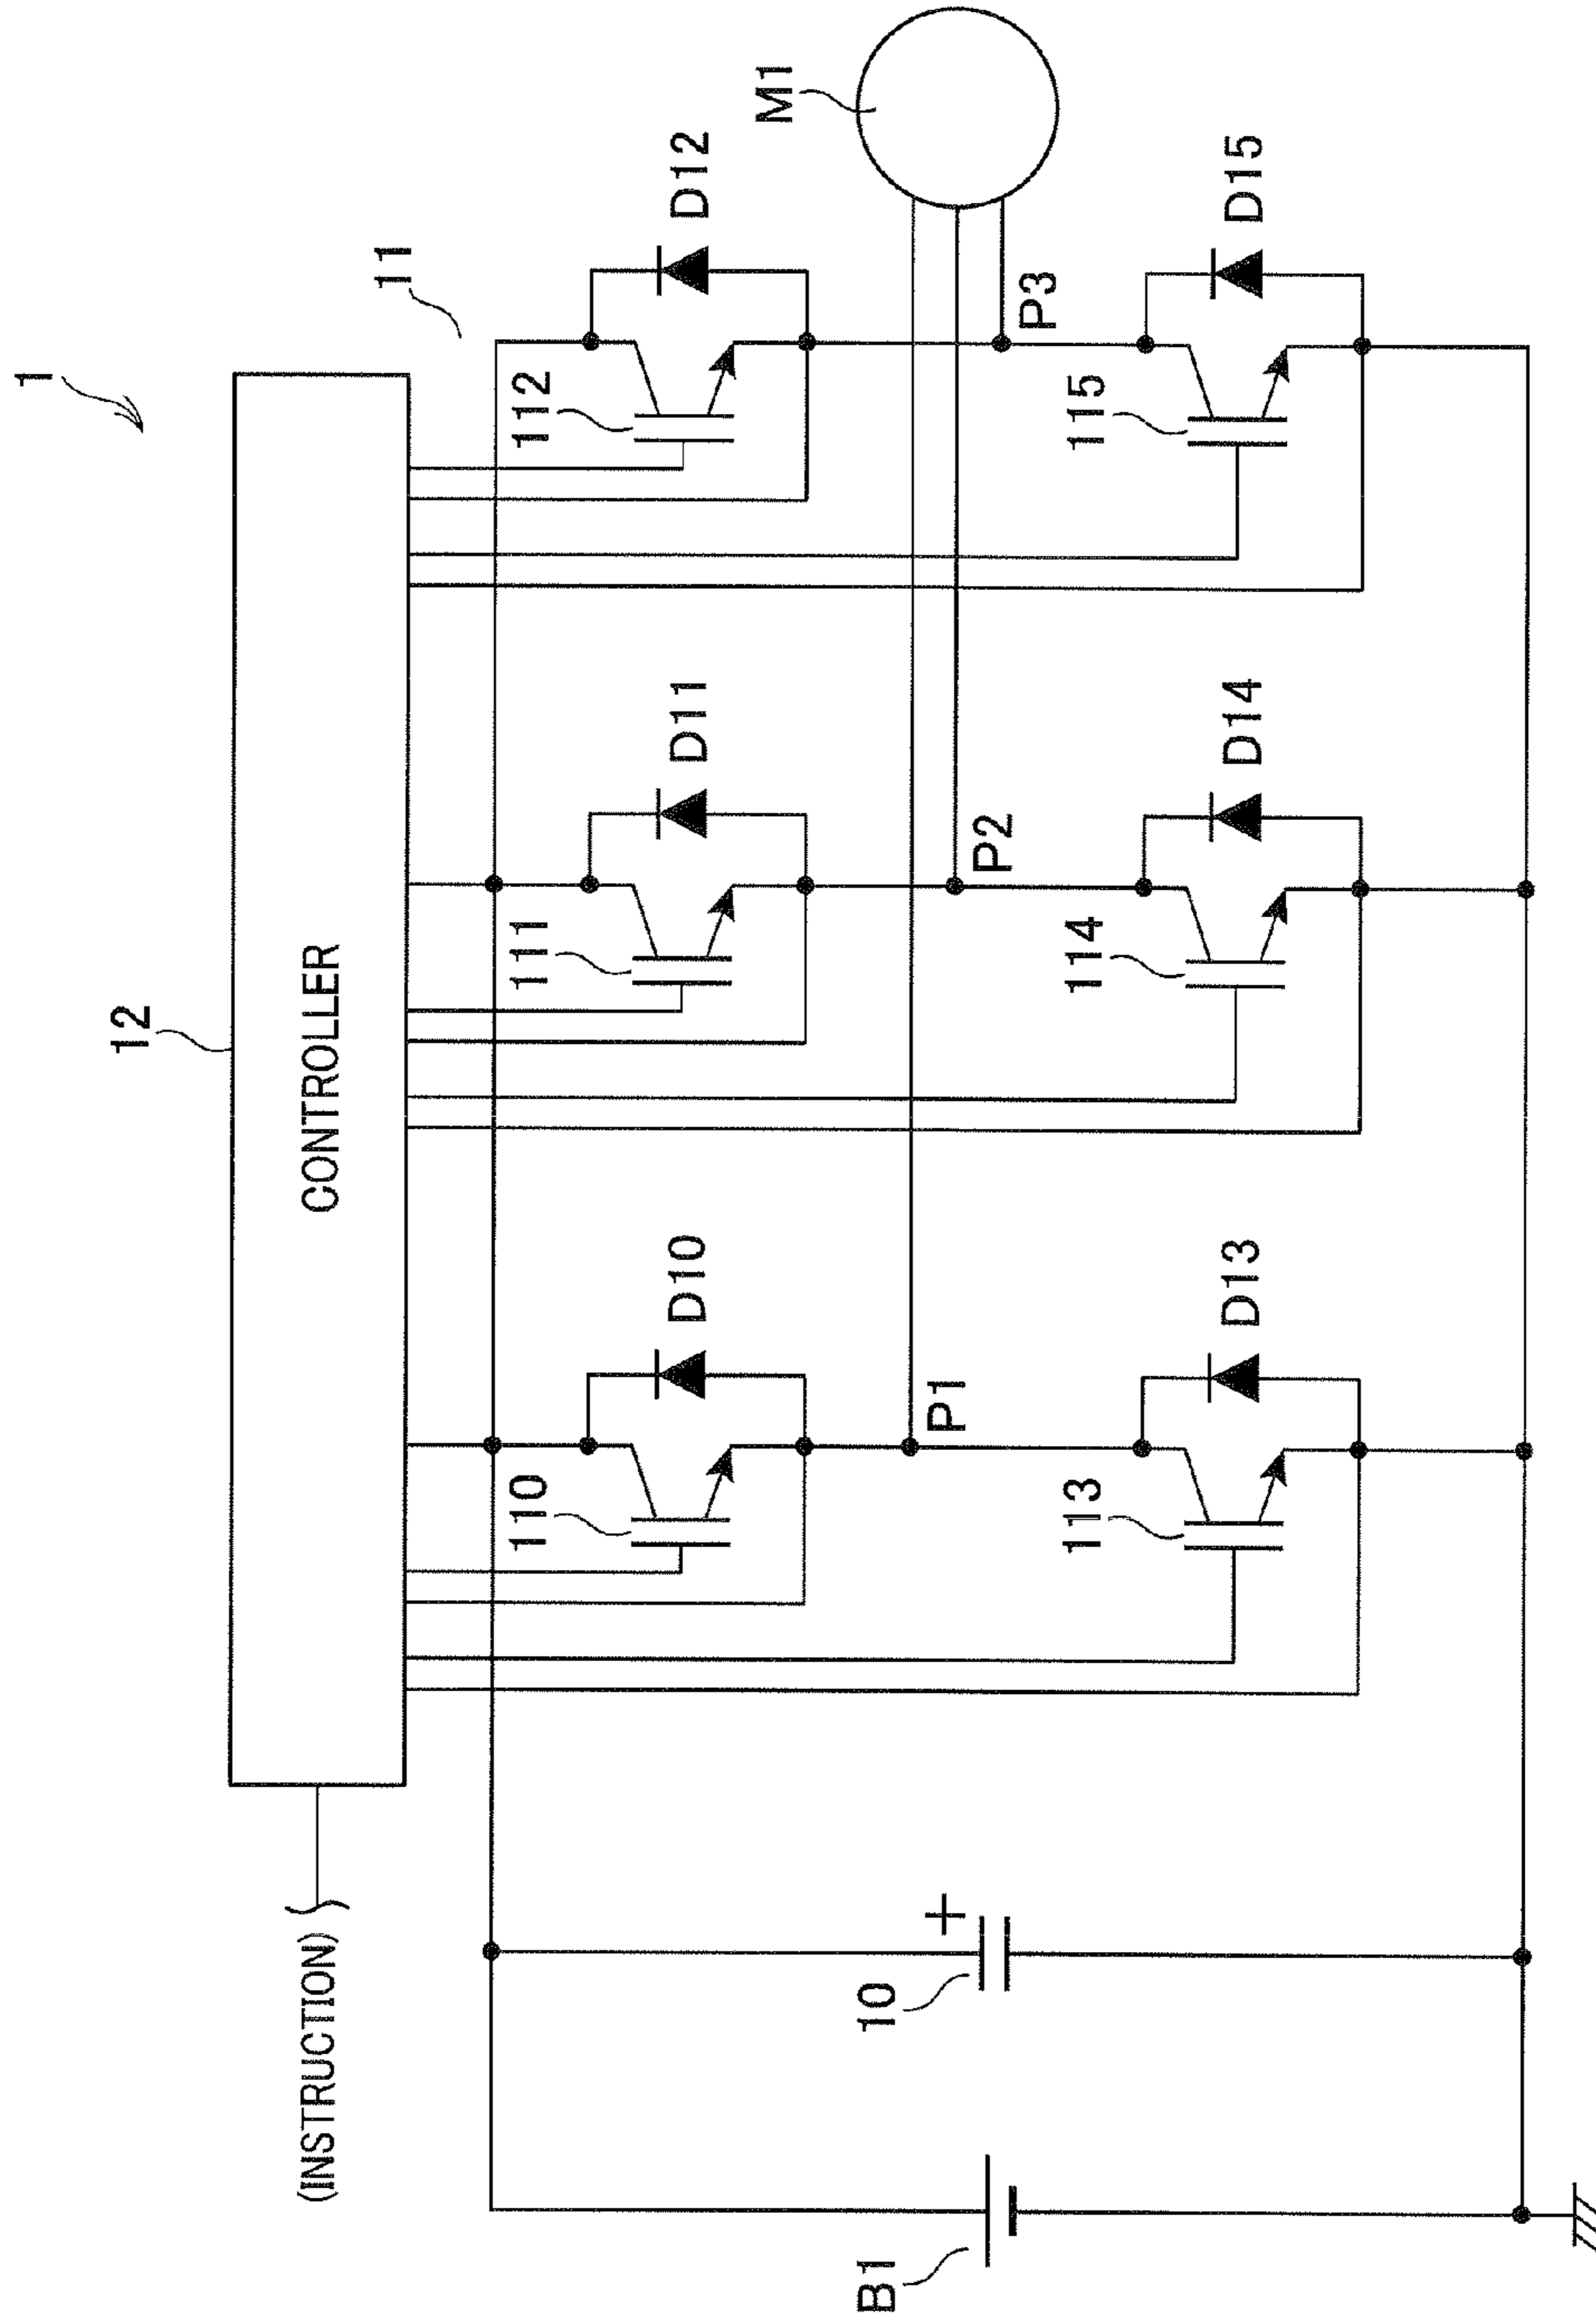 1
12
CONTROLLER
(INSTRUCTION)
11
110
D10
111
D11
112
D12
M1
P1
P2
P3
10
+
B1
113
D13
114
D14
115
D15